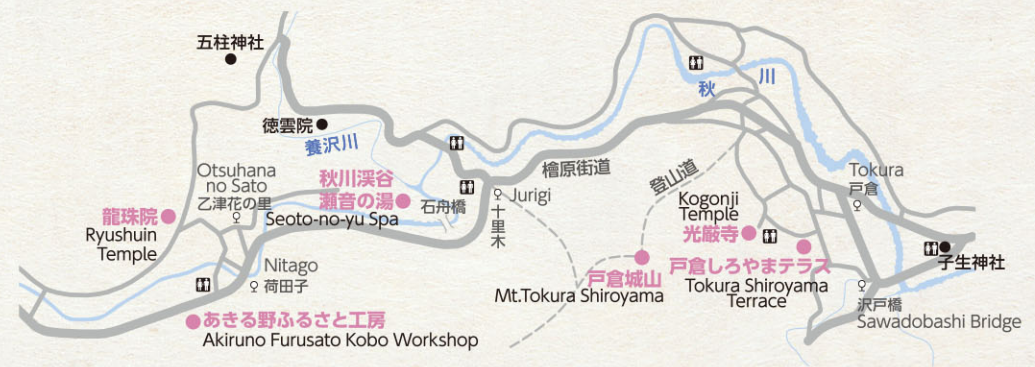 五柱神社
徳雲院
養沢川
Otsuhana
no Sato
乙津花の里
秋川渓谷
瀬音の湯
Seoto-no-yu Spa
石舟橋
龍珠院
Ryushuin
Temple
Nitago
荷田子
あきる野ふるさと工房
Akiruno Furusato Kobo Workshop
Jurigi
十里木
檜原街道
登山道
秋
川
Kogonji
Temple
光厳寺
戸倉城山
Mt.Tokura Shiroyama
戸倉しろやまテラス
Tokura Shiroyama
Terrace
Tokura
戸倉
子生神社
沢戸橋
Sawadobashi Bridge